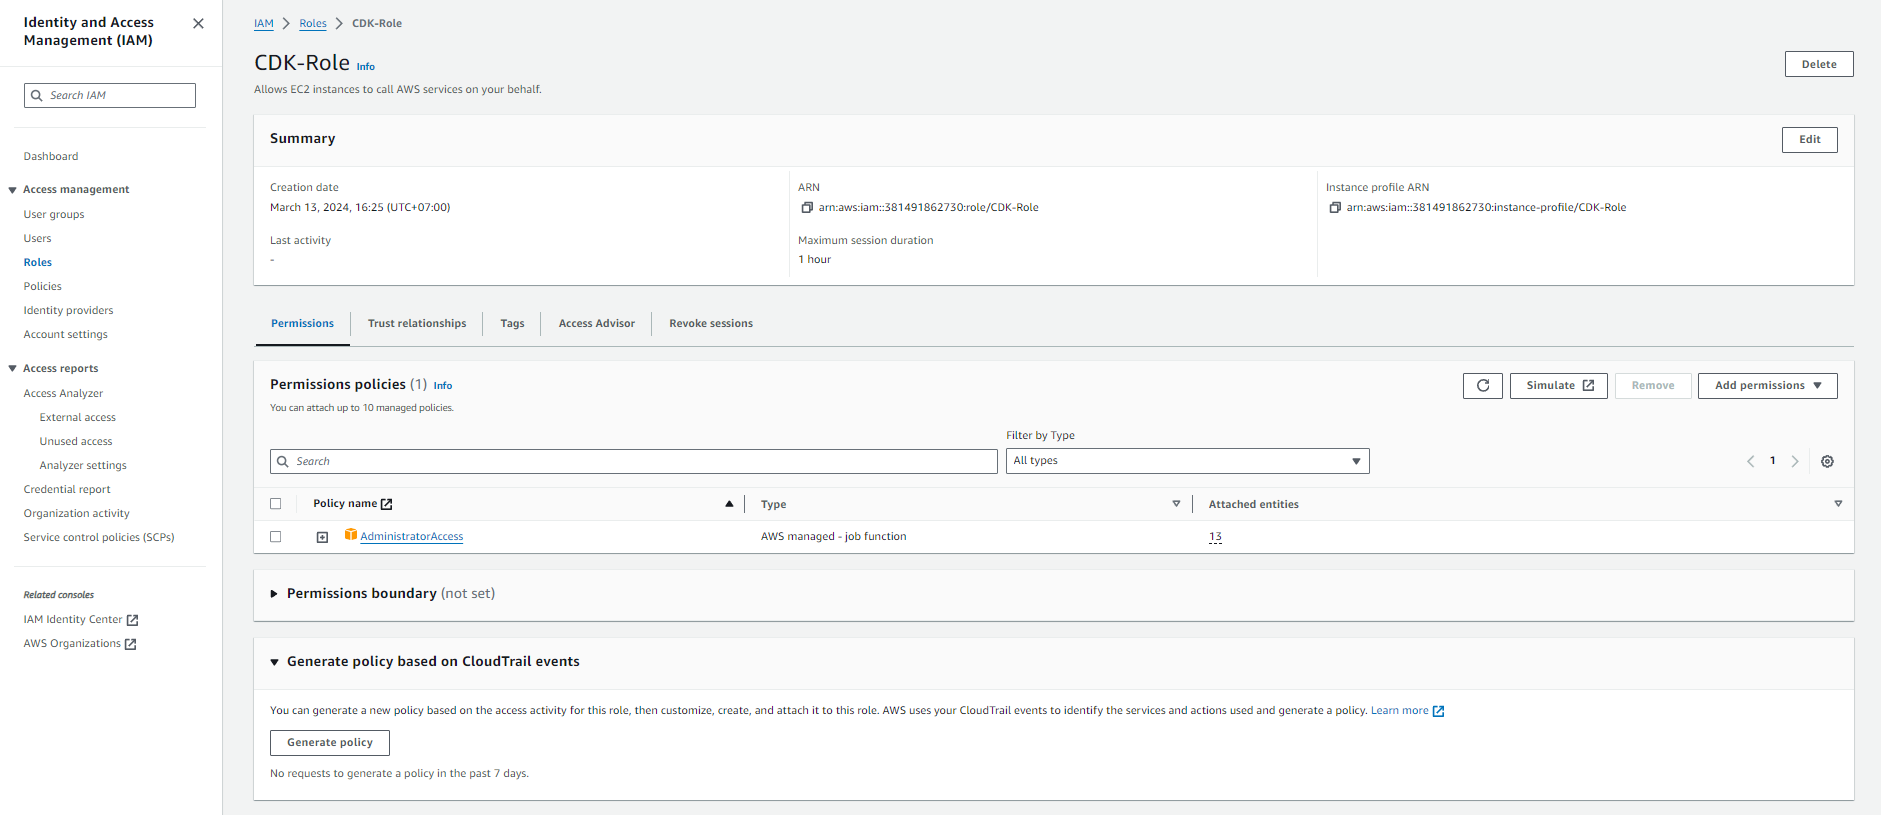 Identity and Access
Management (IAM)
Search IAM
Dashboard
Access management
User groups
Users
Roles
Policies
Identity providers
Account settings
Access reports
Access Analyzer
External access
Unused access
Analyzer settings
Credential report
Organization activity
Service control policies (SCPs)
Related consoles
IAM Identity Center
AWS Organizations
IAM > Roles > CDK-Role
CDK-Role Info
Delete
Allows EC2 instances to call AWS services on your behalf.
Summary
Edit
Creation date
March 13, 2024, 16:25 (UTC+07:00)
Last activity
-
ARN
arn:aws:iam::381491862730:role/CDK-Role
Maximum session duration
1 hour
Instance profile ARN
arn:aws:iam::381491862730:instance-profile/CDK-Role
Permissions Trust relationships Tags Access Advisor Revoke sessions
Permissions policies (1) Info
Simulate Remove Add permissions
You can attach up to 10 managed policies.
Filter by Type
Search All types 1
Policy name Type Attached entities
AdministratorAccess AWS managed - job function 13
Permissions boundary (not set)
Generate policy based on CloudTrail events
You can generate a new policy based on the access activity for this role, then customize, create, and attach it to this role. AWS uses your CloudTrail events to identify the services and actions used and generate a policy. Learn more
Generate policy
No requests to generate a policy in the past 7 days.